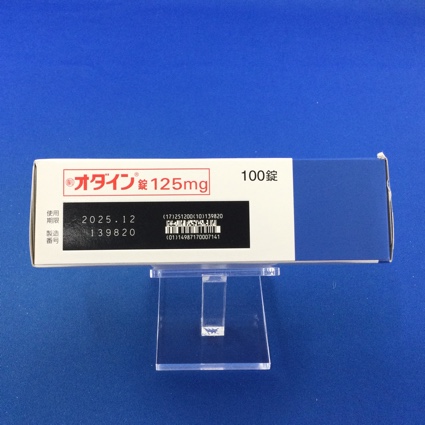 劇 オダイン®錠125mg
100錠
使用
期限 2025.12
製造
番号 139820
(17)251200(10)139820
(01)14987170007141